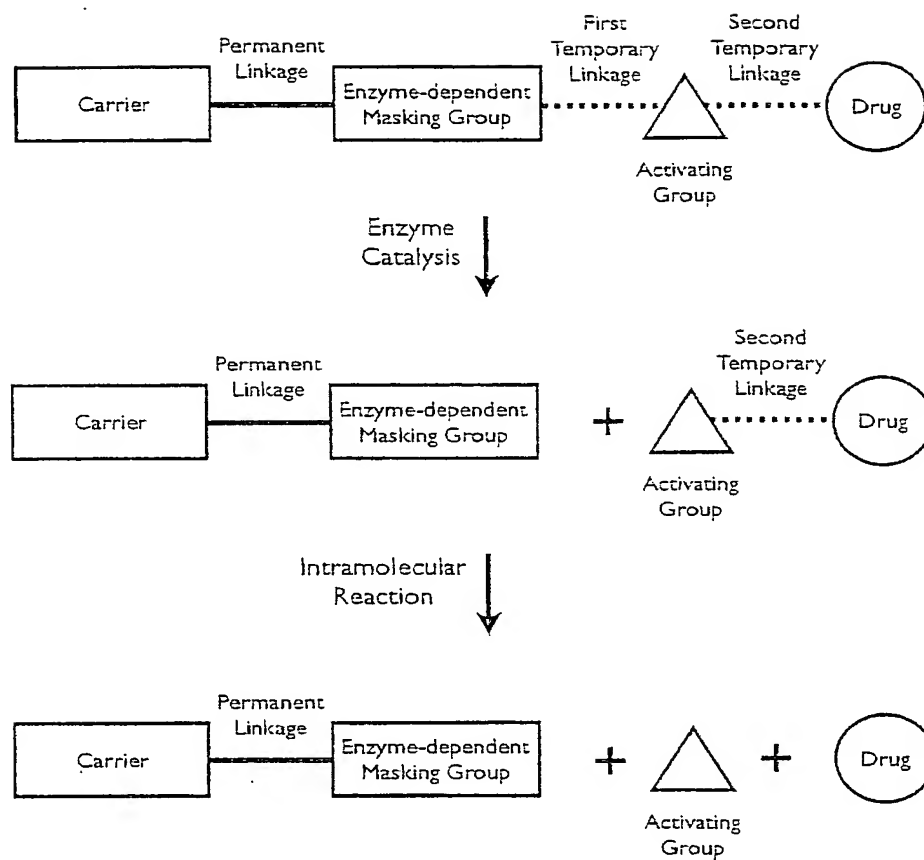 Permanent
Linkage
First
Temporary
Linkage
Second
Temporary
Linkage
Carrier
Enzyme-dependent
Masking Group
Drug
Activating
Group
Enzyme
Catalysis
Permanent
Linkage
Second
Temporary
Linkage
Carrier
Enzyme-dependent
Masking Group
+
Drug
Activating
Group
Intramolecular
Reaction
Permanent
Linkage
Carrier
Enzyme-dependent
Masking Group
+
+
Drug
Activating
Group